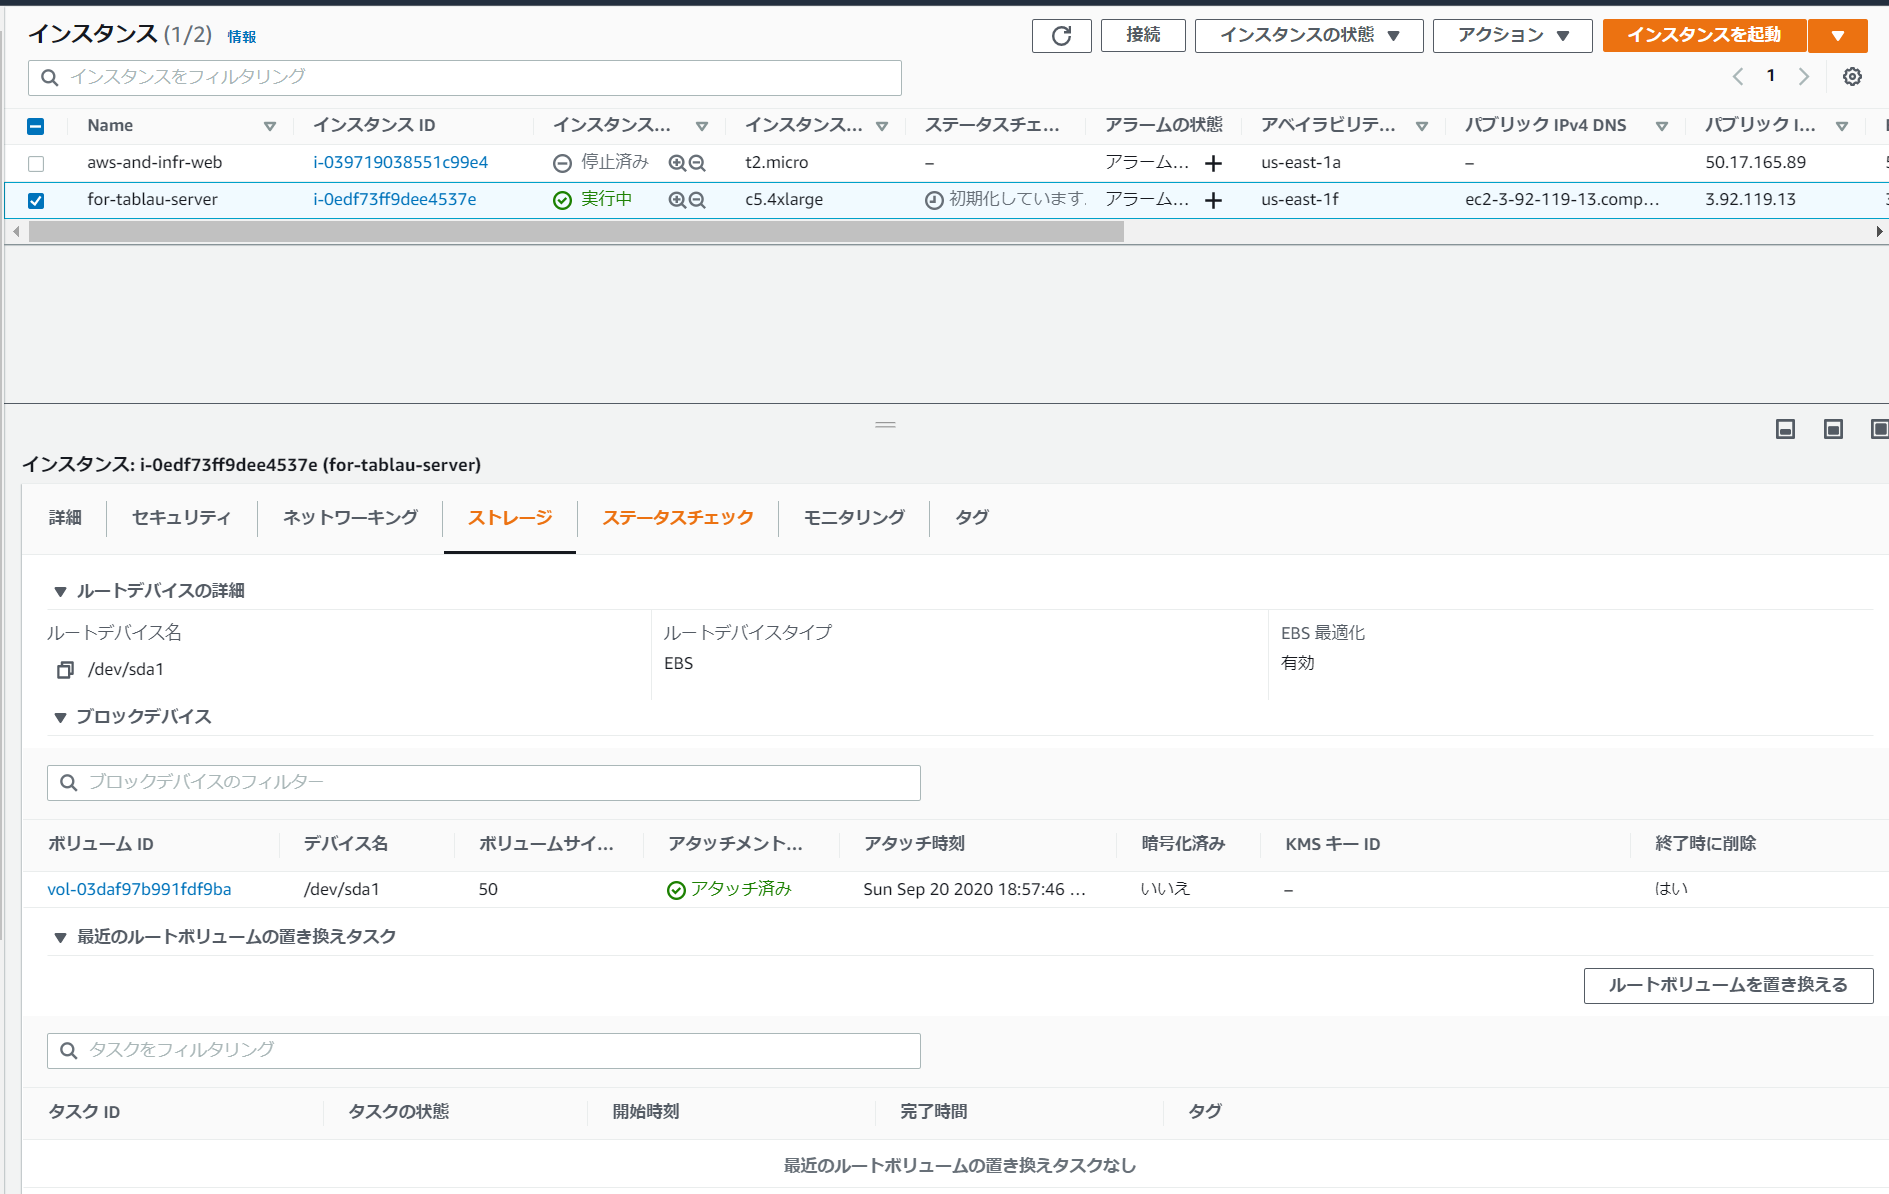 インスタンス (1/2) 情報 接続 インスタンスの状態 アクション インスタンスを起動
インスタンスをフィルタリング 1
Name インスタンス ID インスタンス... インスタンス... ステータスチェ... アラームの状態 アベイラビリテ... パブリック IPv4 DNS パブリック I...
aws-and-infr-web i-039719038551c99e4 停止済み t2.micro – アラーム... us-east-1a – 50.17.165.89
for-tablau-server i-0edf73ff9dee4537e 実行中 c5.4xlarge 初期化しています. アラーム... us-east-1f ec2-3-92-119-13.comp... 3.92.119.13
インスタンス: i-0edf73ff9dee4537e (for-tablau-server)
詳細 セキュリティ ネットワーキング ストレージ ステータスチェック モニタリング タグ
ルートデバイスの詳細
ルートデバイス名 ルートデバイスタイプ EBS 最適化
/dev/sda1 EBS 有効
ブロックデバイス
ブロックデバイスのフィルター
ボリューム ID デバイス名 ボリュームサイ... アタッチメント... アタッチ時刻 暗号化済み KMS キー ID 終了時に削除
vol-03daf97b991fdf9ba /dev/sda1 50 アタッチ済み Sun Sep 20 2020 18:57:46 ... いいえ – はい
最近のルートボリュームの置き換えタスク
ルートボリュームを置き換える
タスクをフィルタリング
タスク ID タスクの状態 開始時刻 完了時間 タグ
最近のルートボリュームの置き換えタスクなし